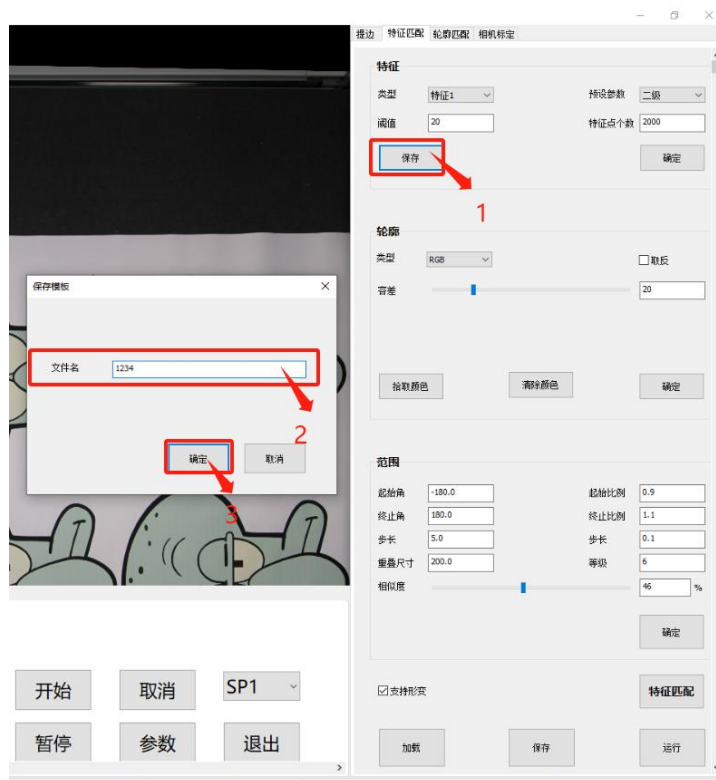 提边 特征匹配 轮廓匹配 相机标定
特征
类型 特征1 预设参数 二级
阈值 20 特征点个数 2000
保存 确定
1
轮廓
类型 RGB 取反
容差 20
拾取颜色 清除颜色 确定
保存模板
文件名 1234
2
确定 取消
3
范围
起始角 -180.0 起始比例 0.9
终止角 180.0 终止比例 1.1
步长 5.0 步长 0.1
重叠尺寸 200.0 等级 6
相似度 46 %
确定
支持形变 特征匹配
加载 保存 运行
开始 取消 SP1
暂停 参数 退出